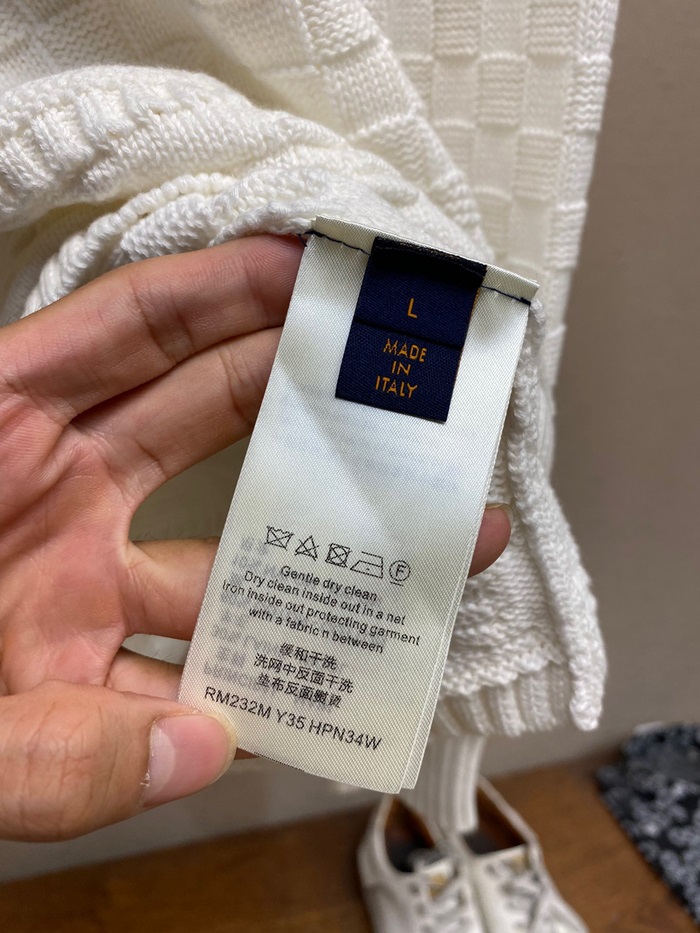 L
MADE
IN
ITALY
Gentle dry clean
Dry clean inside out in a net
Iron inside out protecting garment
with a fabric n between
缓和干洗
洗网中反面干洗
垫布反面熨烫
RM232M Y35 HPN34W